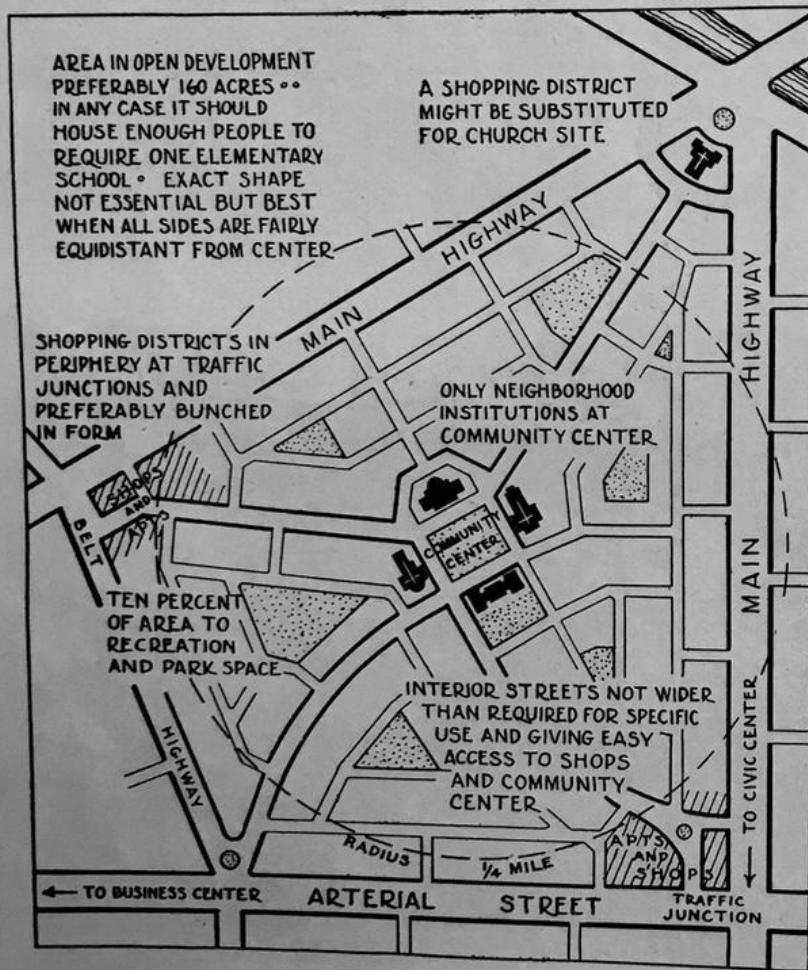 AREA IN OPEN DEVELOPMENT
PREFERABLY 160 ACRES • •
IN ANY CASE IT SHOULD
HOUSE ENOUGH PEOPLE TO
REQUIRE ONE ELEMENTARY
SCHOOL • EXACT SHAPE
NOT ESSENTIAL BUT BEST
WHEN ALL SIDES ARE FAIRLY
EQUIDISTANT FROM CENTER
A SHOPPING DISTRICT
MIGHT BE SUBSTITUTED
FOR CHURCH SITE
MAIN HIGHWAY
HIGHWAY
MAIN
SHOPPING DISTRICTS IN
PERIPHERY AT TRAFFIC
JUNCTIONS AND
PREFERABLY BUNCHED
IN FORM
ONLY NEIGHBORHOOD
INSTITUTIONS AT
COMMUNITY CENTER
SHOPS
AND
APTS
BELT
HIGHWAY
COMMUNITY
CENTER
TEN PERCENT
OF AREA TO
RECREATION
AND PARK SPACE
INTERIOR STREETS NOT WIDER
THAN REQUIRED FOR SPECIFIC
USE AND GIVING EASY
ACCESS TO SHOPS
AND COMMUNITY
CENTER
TO CIVIC CENTER
RADIUS 1/4 MILE
APTS
AND
SHOPS
← TO BUSINESS CENTER
ARTERIAL STREET
TRAFFIC
JUNCTION